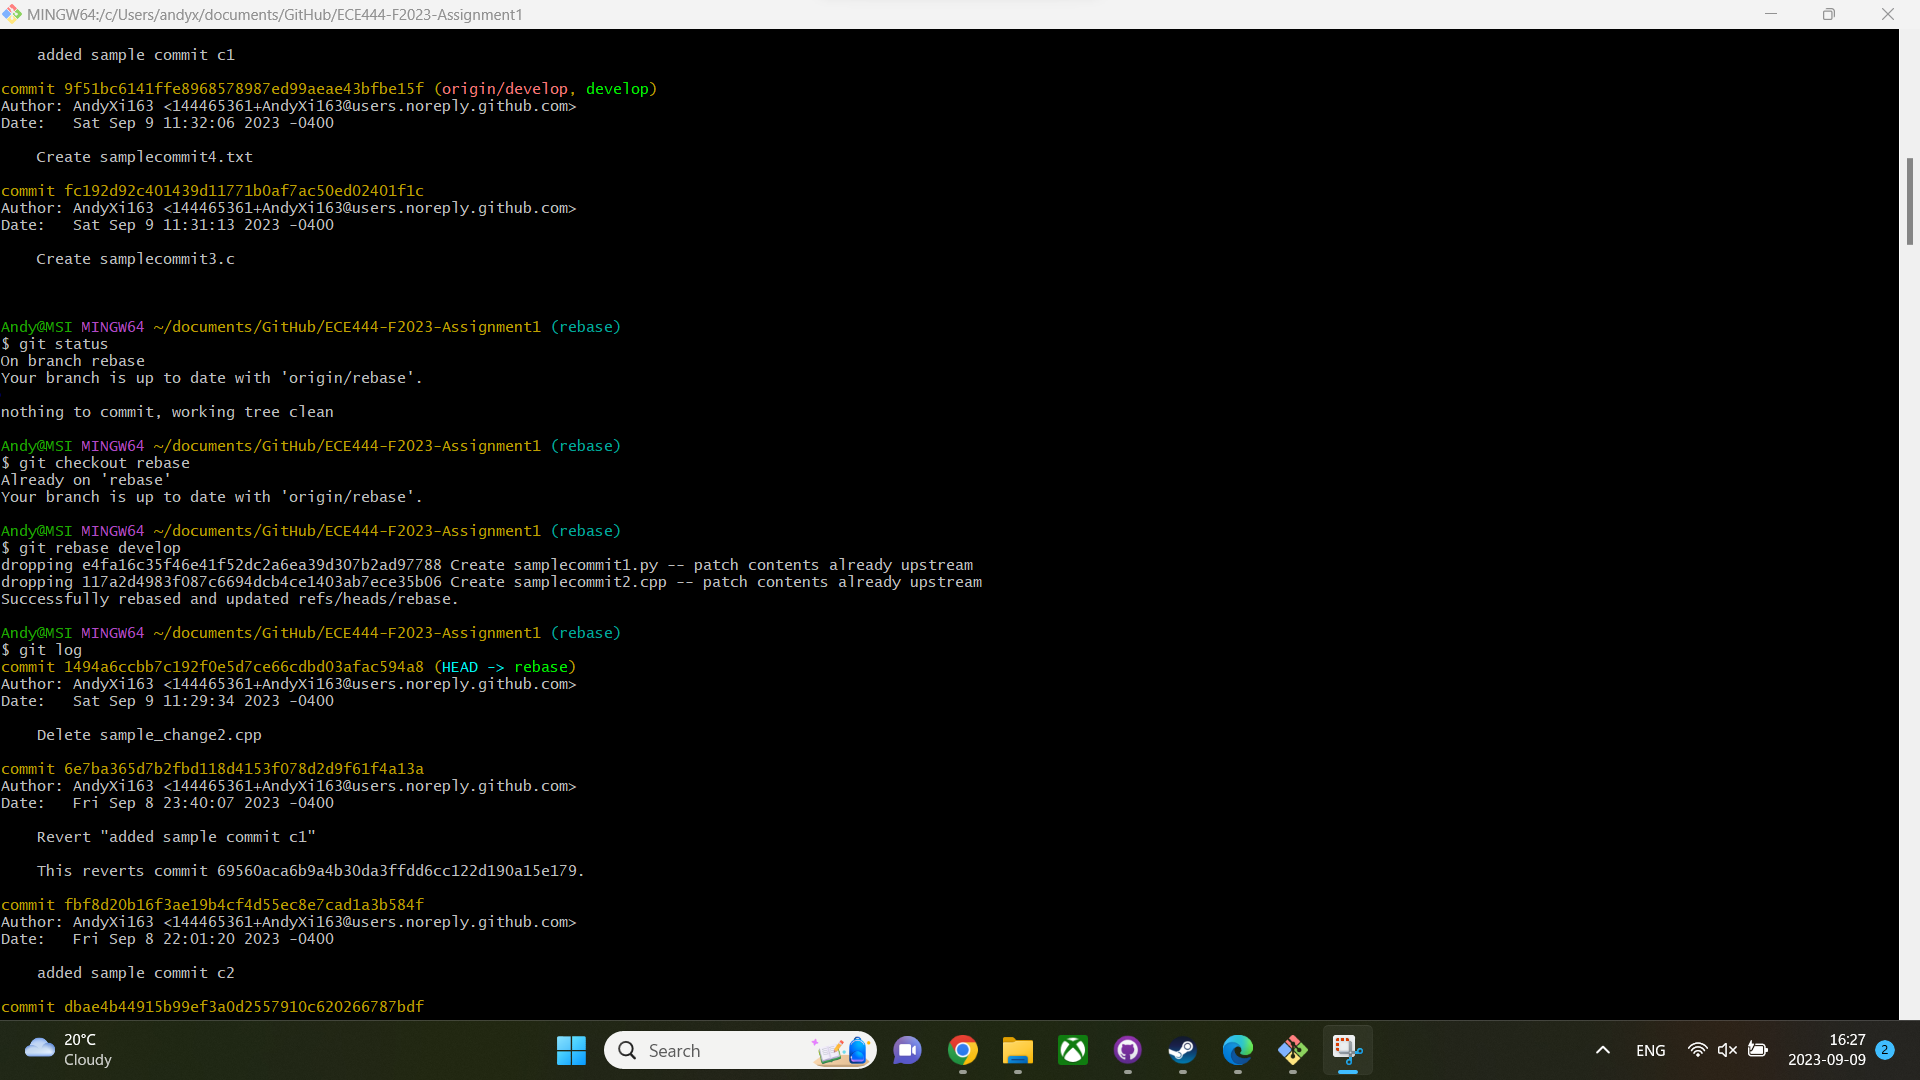 MINGW64:/c/Users/andyx/documents/GitHub/ECE444-F2023-Assignment1
added sample commit c1
commit 9f51bc6141ffe8968578987ed99aeae43bfbe15f (origin/develop, develop)
Author: AndyXi163 <144465361+AndyXi163@users.noreply.github.com>
Date:   Sat Sep 9 11:32:06 2023 -0400
Create samplecommit4.txt
commit fc192d92c401439d11771b0af7ac50ed02401f1c
Author: AndyXi163 <144465361+AndyXi163@users.noreply.github.com>
Date:   Sat Sep 9 11:31:13 2023 -0400
Create samplecommit3.c
Andy@MSI MINGW64 ~/documents/GitHub/ECE444-F2023-Assignment1 (rebase)
$ git status
On branch rebase
Your branch is up to date with 'origin/rebase'.
nothing to commit, working tree clean
Andy@MSI MINGW64 ~/documents/GitHub/ECE444-F2023-Assignment1 (rebase)
$ git checkout rebase
Already on 'rebase'
Your branch is up to date with 'origin/rebase'.
Andy@MSI MINGW64 ~/documents/GitHub/ECE444-F2023-Assignment1 (rebase)
$ git rebase develop
dropping e4fa16c35f46e41f52dc2a6ea39d307b2ad97788 Create samplecommit1.py -- patch contents already upstream
dropping 117a2d4983f087c6694dcb4ce1403ab7ece35b06 Create samplecommit2.cpp -- patch contents already upstream
Successfully rebased and updated refs/heads/rebase.
Andy@MSI MINGW64 ~/documents/GitHub/ECE444-F2023-Assignment1 (rebase)
$ git log
commit 1494a6ccbb7c192f0e5d7ce66cdbd03afac594a8 (HEAD -> rebase)
Author: AndyXi163 <144465361+AndyXi163@users.noreply.github.com>
Date:   Sat Sep 9 11:29:34 2023 -0400
Delete sample_change2.cpp
commit 6e7ba365d7b2fbd118d4153f078d2d9f61f4a13a
Author: AndyXi163 <144465361+AndyXi163@users.noreply.github.com>
Date:   Fri Sep 8 23:40:07 2023 -0400
Revert "added sample commit c1"
This reverts commit 69560aca6b9a4b30da3ffdd6cc122d190a15e179.
commit fbf8d20b16f3ae19b4cf4d55ec8e7cad1a3b584f
Author: AndyXi163 <144465361+AndyXi163@users.noreply.github.com>
Date:   Fri Sep 8 22:01:20 2023 -0400
added sample commit c2
commit dbae4b44915b99ef3a0d2557910c620266787bdf
20°C
Cloudy
Search
ENG
16:27
2023-09-09
2